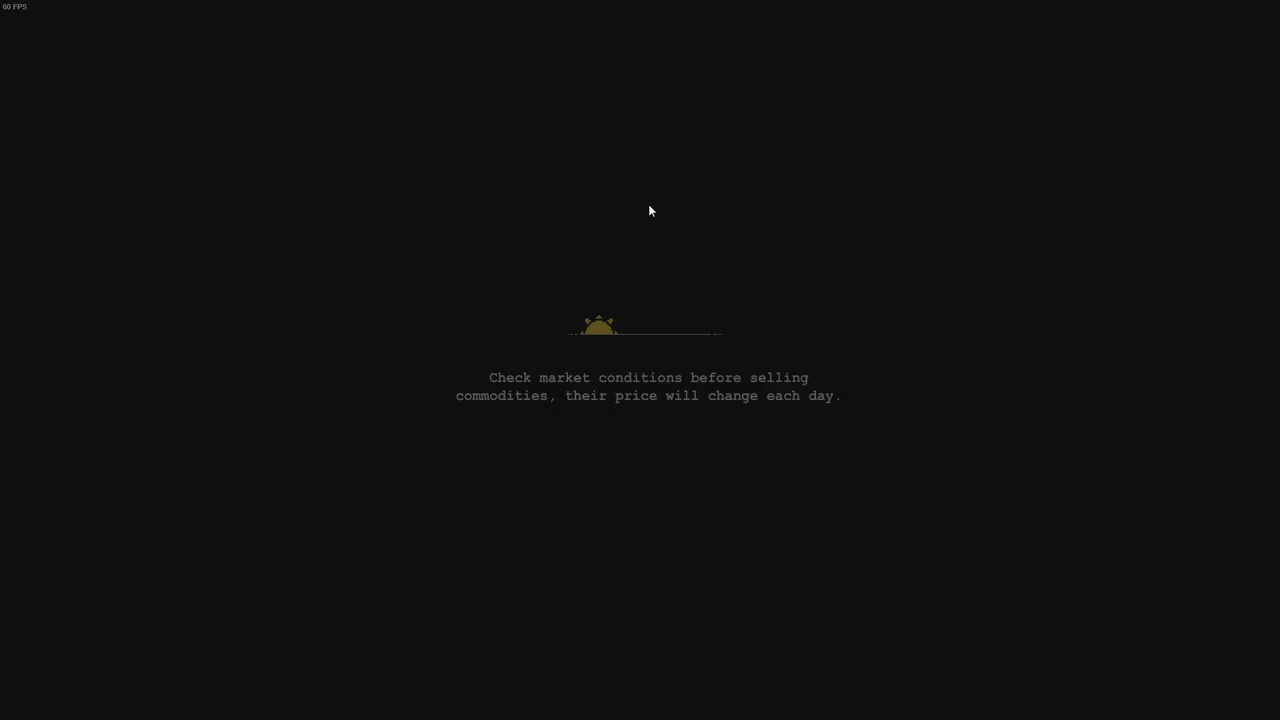 60 FPS
Check market conditions before selling
commodities, their price will change each day.